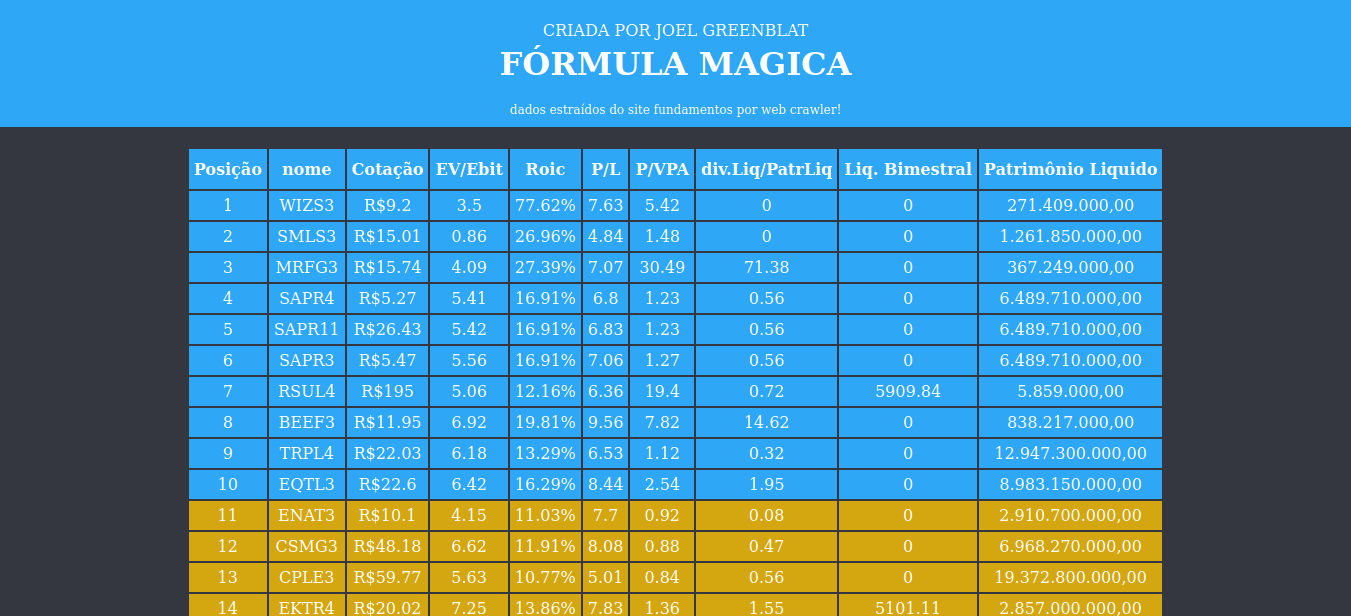 CRIADA POR JOEL GREENBLAT
FÓRMULA MAGICA
dados estraídos do site fundamentos por web crawler!
Posição nome Cotação EV/Ebit Roic P/L P/VPA div.Liq/PatrLiq Liq. Bimestral Patrimônio Liquido
1 WIZS3 R$9.2 3.5 77.62% 7.63 5.42 0 0 271.409.000,00
2 SMLS3 R$15.01 0.86 26.96% 4.84 1.48 0 0 1.261.850.000,00
3 MRFG3 R$15.74 4.09 27.39% 7.07 30.49 71.38 0 367.249.000,00
4 SAPR4 R$5.27 5.41 16.91% 6.8 1.23 0.56 0 6.489.710.000,00
5 SAPR11 R$26.43 5.42 16.91% 6.83 1.23 0.56 0 6.489.710.000,00
6 SAPR3 R$5.47 5.56 16.91% 7.06 1.27 0.56 0 6.489.710.000,00
7 RSUL4 R$195 5.06 12.16% 6.36 19.4 0.72 5909.84 5.859.000,00
8 BEEF3 R$11.95 6.92 19.81% 9.56 7.82 14.62 0 838.217.000,00
9 TRPL4 R$22.03 6.18 13.29% 6.53 1.12 0.32 0 12.947.300.000,00
10 EQTL3 R$22.6 6.42 16.29% 8.44 2.54 1.95 0 8.983.150.000,00
11 ENAT3 R$10.1 4.15 11.03% 7.7 0.92 0.08 0 2.910.700.000,00
12 CSMG3 R$48.18 6.62 11.91% 8.08 0.88 0.47 0 6.968.270.000,00
13 CPLE3 R$59.77 5.63 10.77% 5.01 0.84 0.56 0 19.372.800.000,00
14 EKTR4 R$20.02 7.25 13.86% 7.83 1.36 1.55 5101.11 2.857.000.000,00